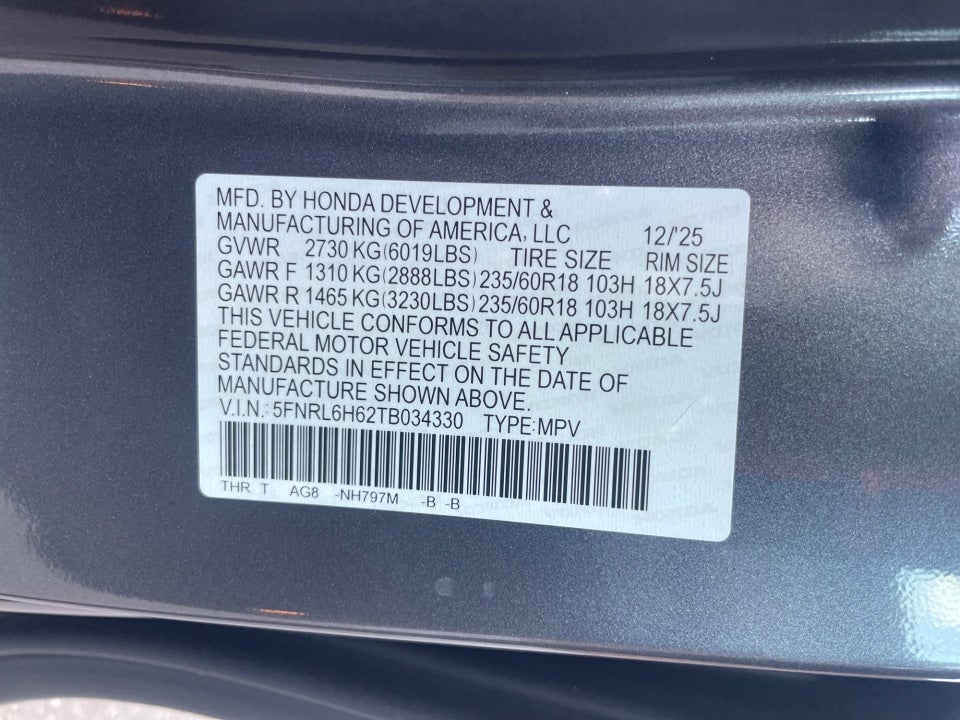 MFD. BY HONDA DEVELOPMENT &
MANUFACTURING OF AMERICA, LLC 12/'25
GVWR 2730 KG(6019LBS) TIRE SIZE RIM SIZE
GAWR F 1310 KG(2888LBS) 235/60R18 103H 18X7.5J
GAWR R 1465 KG(3230LBS) 235/60R18 103H 18X7.5J
THIS VEHICLE CONFORMS TO ALL APPLICABLE
FEDERAL MOTOR VEHICLE SAFETY
STANDARDS IN EFFECT ON THE DATE OF
MANUFACTURE SHOWN ABOVE.
V.I.N.: 5FNRL6H62TB034330 TYPE:MPV
THR T AG8 -NH797M -B -B